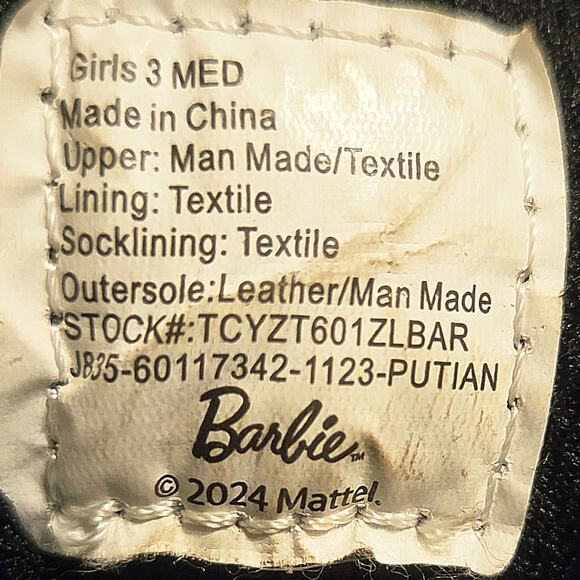 Girls 3 MED
Made in China
Upper: Man Made/Textile
Lining: Textile
Socklining: Textile
Outersole:Leather/Man Made
STOCK#:TCYZT601ZLBAR
JB35-60117342-1123-PUTIAN
Barbie™
© 2024 Mattel.